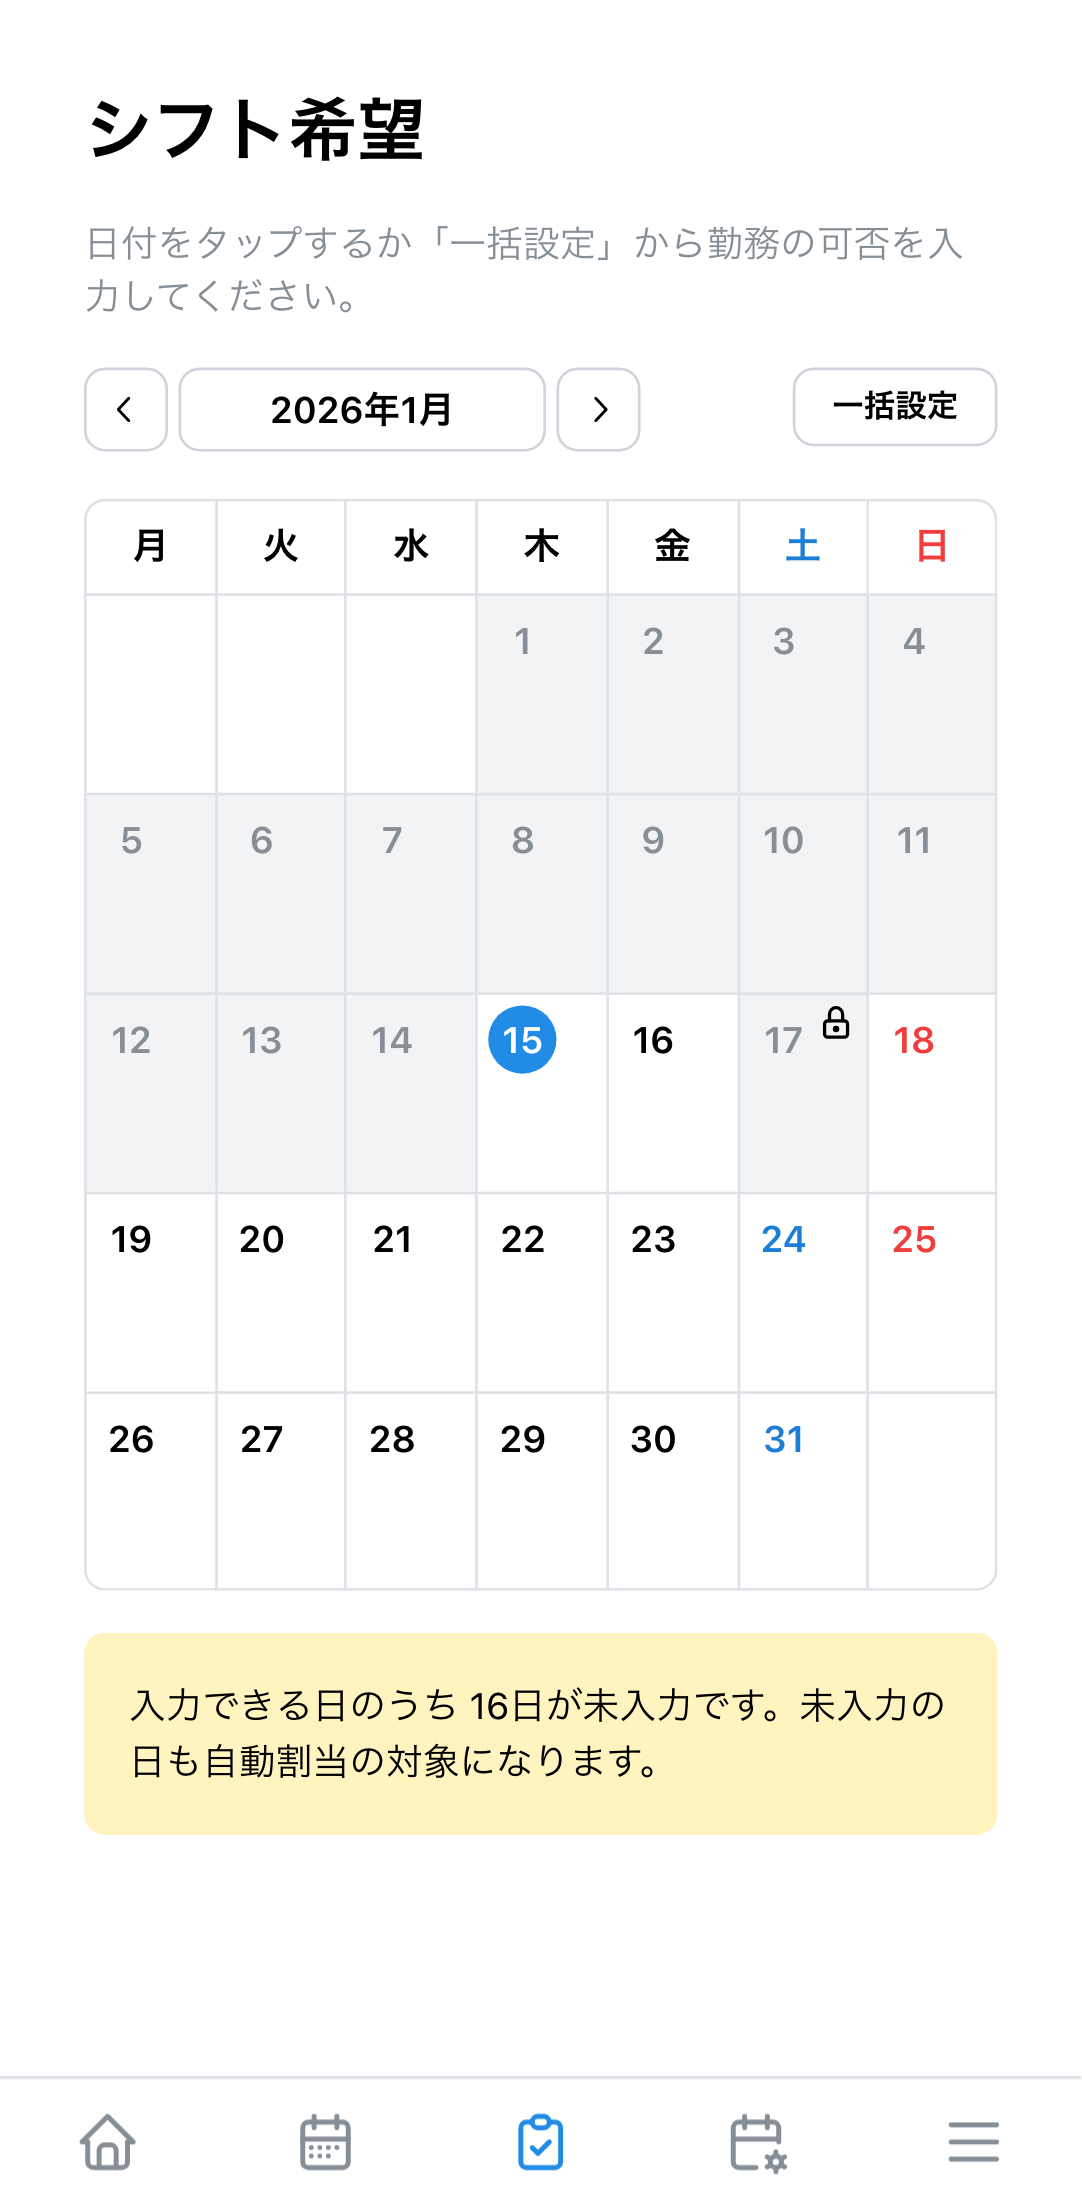 シフト希望
日付をタップするか「一括設定」から勤務の可否を入
力してください。
2026年1月
一括設定
月 火 水 木 金 土 日
1 2 3 4
5 6 7 8 9 10 11
12 13 14 15 16 17 18
19 20 21 22 23 24 25
26 27 28 29 30 31
入力できる日のうち 16日が未入力です。未入力の
日も自動割当の対象になります。